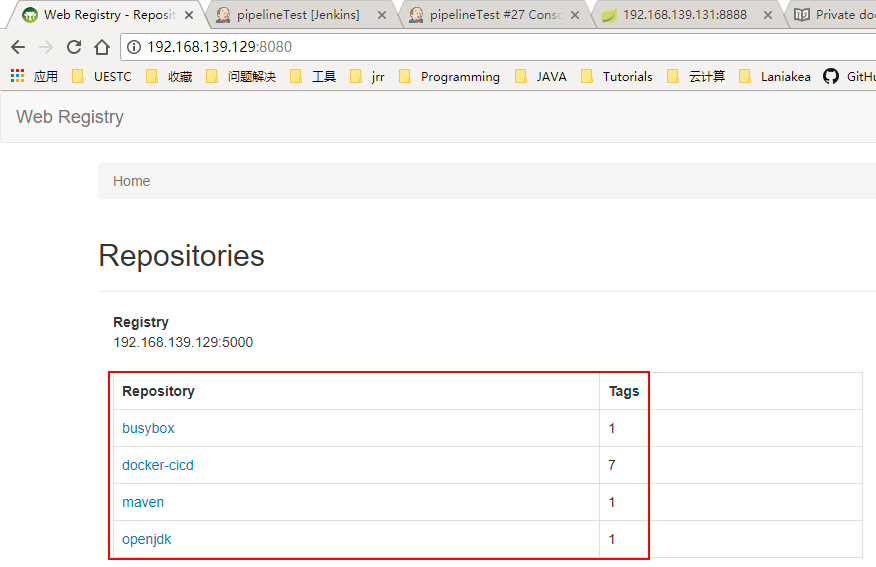 Web Registry - Reposit
pipelineTest [Jenkins]
pipelineTest #27 Conso
192.168.139.131:8888
Private doc
192.168.139.129:8080
应用 UESTC 收藏 问题解决 工具 jrr Programming JAVA Tutorials 云计算 Laniakea GitHu
Web Registry
Home
Repositories
Registry
192.168.139.129:5000
Repository Tags
busybox 1
docker-cicd 7
maven 1
openjdk 1